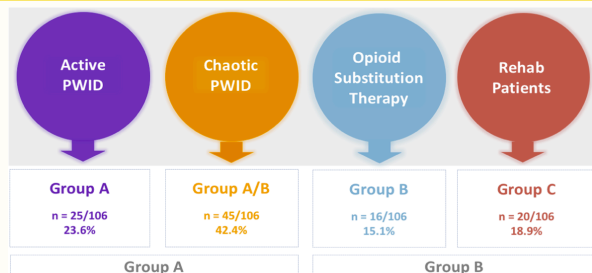 Active
PWID
Chaotic
PWID
Opioid
Substitution
Therapy
Rehab
Patients
Group A
n = 25/106
23.6%
Group A/B
n = 45/106
42.4%
Group B
n = 16/106
15.1%
Group C
n = 20/106
18.9%
Group A
Group B